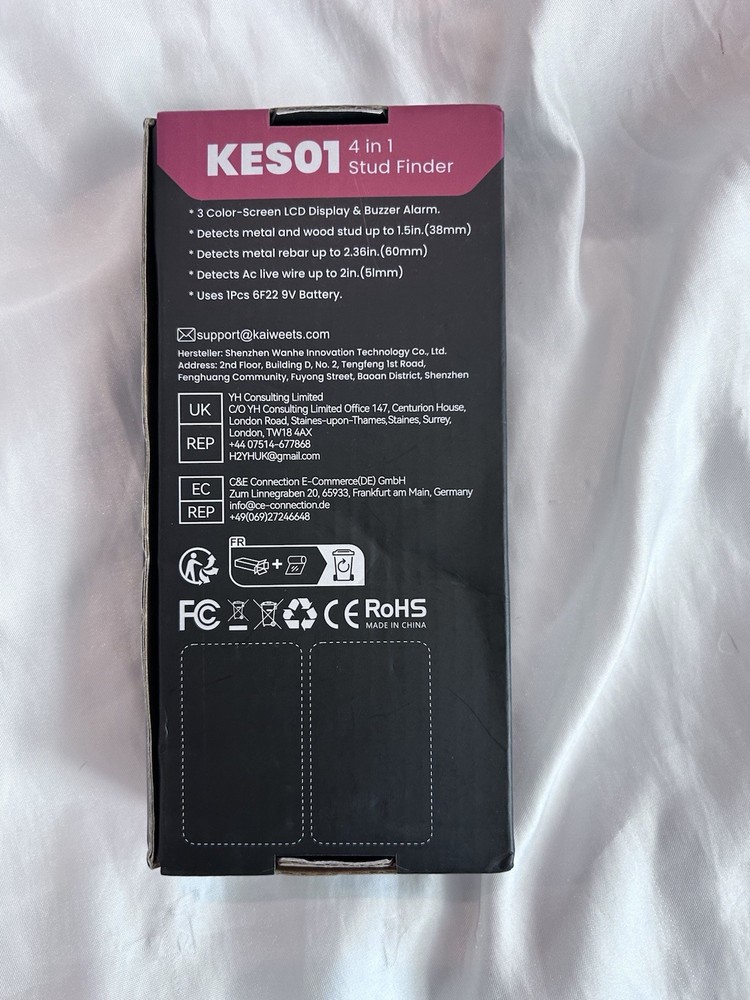 KES01 4 in 1
Stud Finder
* 3 Color-Screen LCD Display & Buzzer Alarm.
* Detects metal and wood stud up to 1.5in.(38mm)
* Detects metal rebar up to 2.36in.(60mm)
* Detects Ac live wire up to 2in.(5lmm)
* Uses 1Pcs 6F22 9V Battery.
support@kaiweets.com
Hersteller: Shenzhen Wanhe Innovation Technology Co., Ltd.
Address: 2nd Floor, Building D, No. 2, Tengfeng 1st Road,
Fenghuang Community, Fuyong Street, Baoan District, Shenzhen
UK
REP
YH Consulting Limited
C/O YH Consulting Limited Office 147, Centurion House,
London Road, Staines-upon-Thames,Staines, Surrey,
London, TW18 4AX
+44 07514-677868
H2YHUK@gmail.com
EC
REP
C&E Connection E-Commerce(DE) GmbH
Zum Linnegraben 20, 65933, Frankfurt am Main, Germany
info@ce-connection.de
+49(069)27246648
FR
FC CE RoHS
MADE IN CHINA